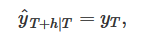 ŷ_{T+h|T} = y_T,